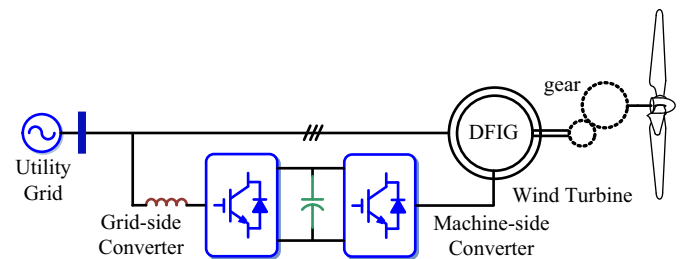 gear
DFIG
Utility
Grid
Wind Turbine
Grid-side
Converter
Machine-side
Converter